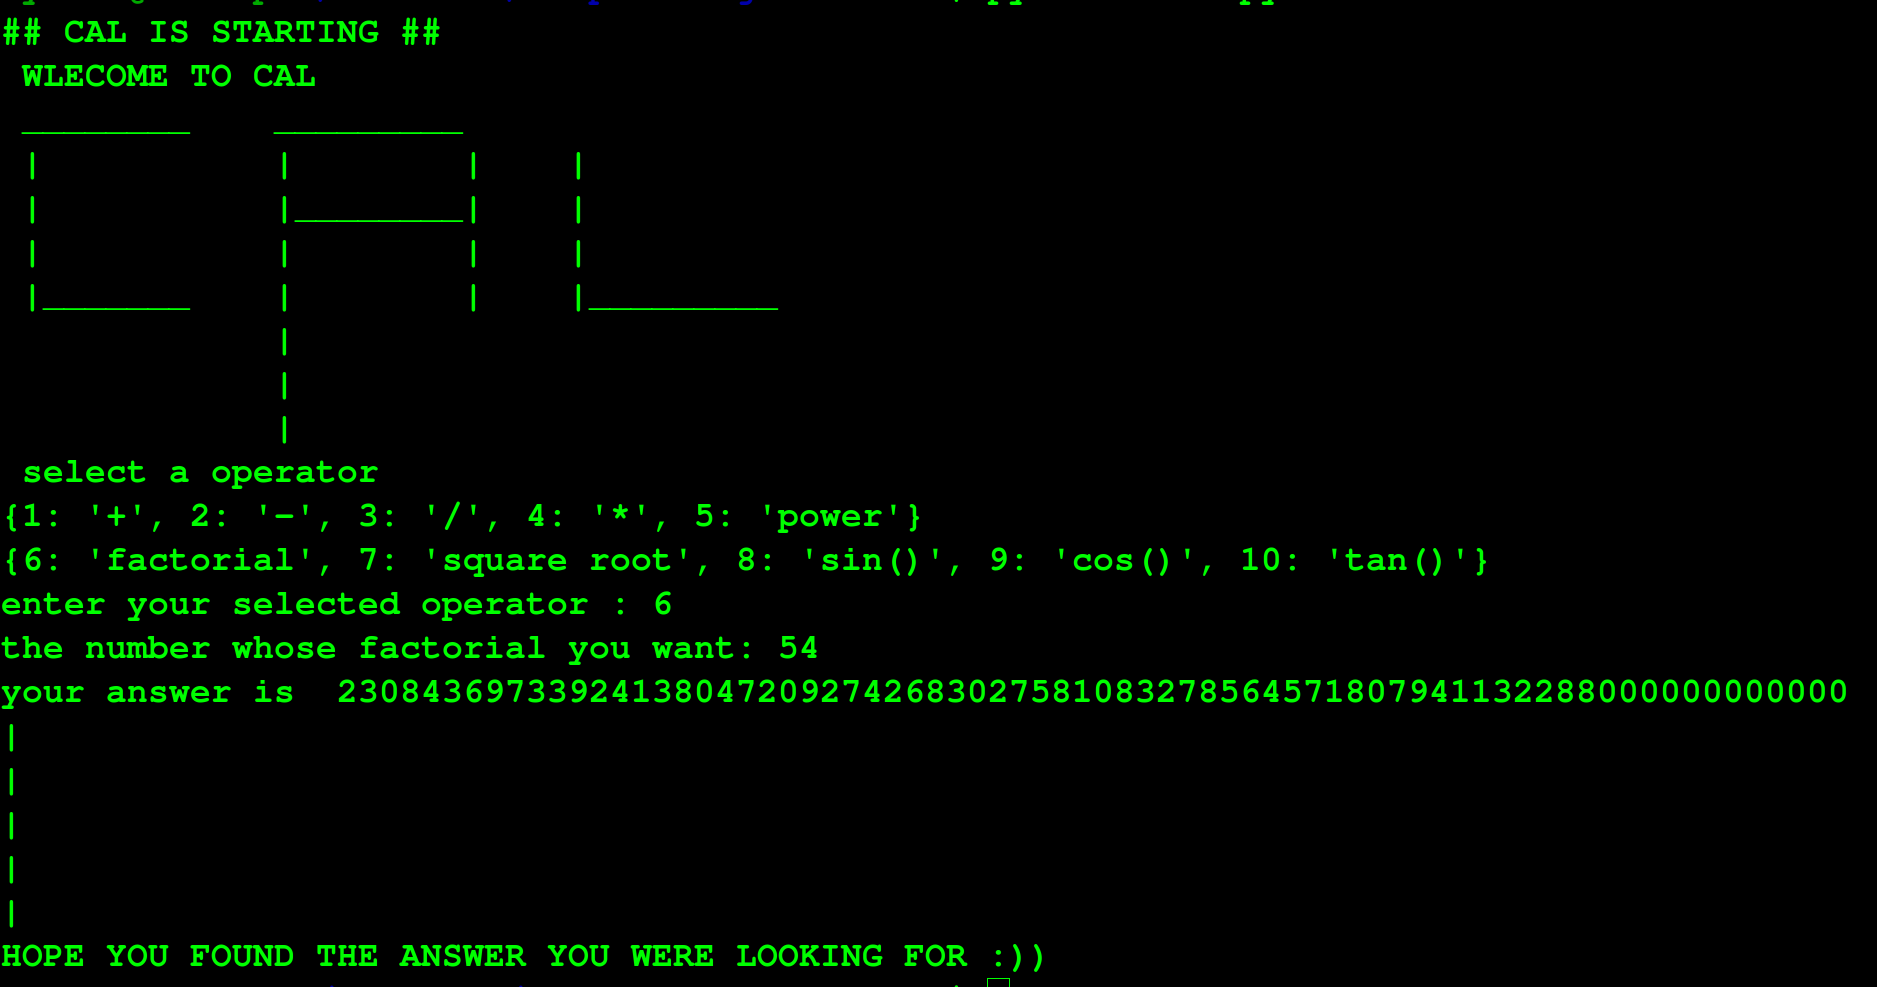 ## CAL IS STARTING ##
WLECOME TO CAL
select a operator
{1: '+', 2: '-', 3: '/', 4: '*', 5: 'power'}
{6: 'factorial', 7: 'square root', 8: 'sin()', 9: 'cos()', 10: 'tan()'}
enter your selected operator : 6
the number whose factorial you want: 54
your answer is  230843697339241380472092742683027581083278564571807941132288000000000000
HOPE YOU FOUND THE ANSWER YOU WERE LOOKING FOR :))